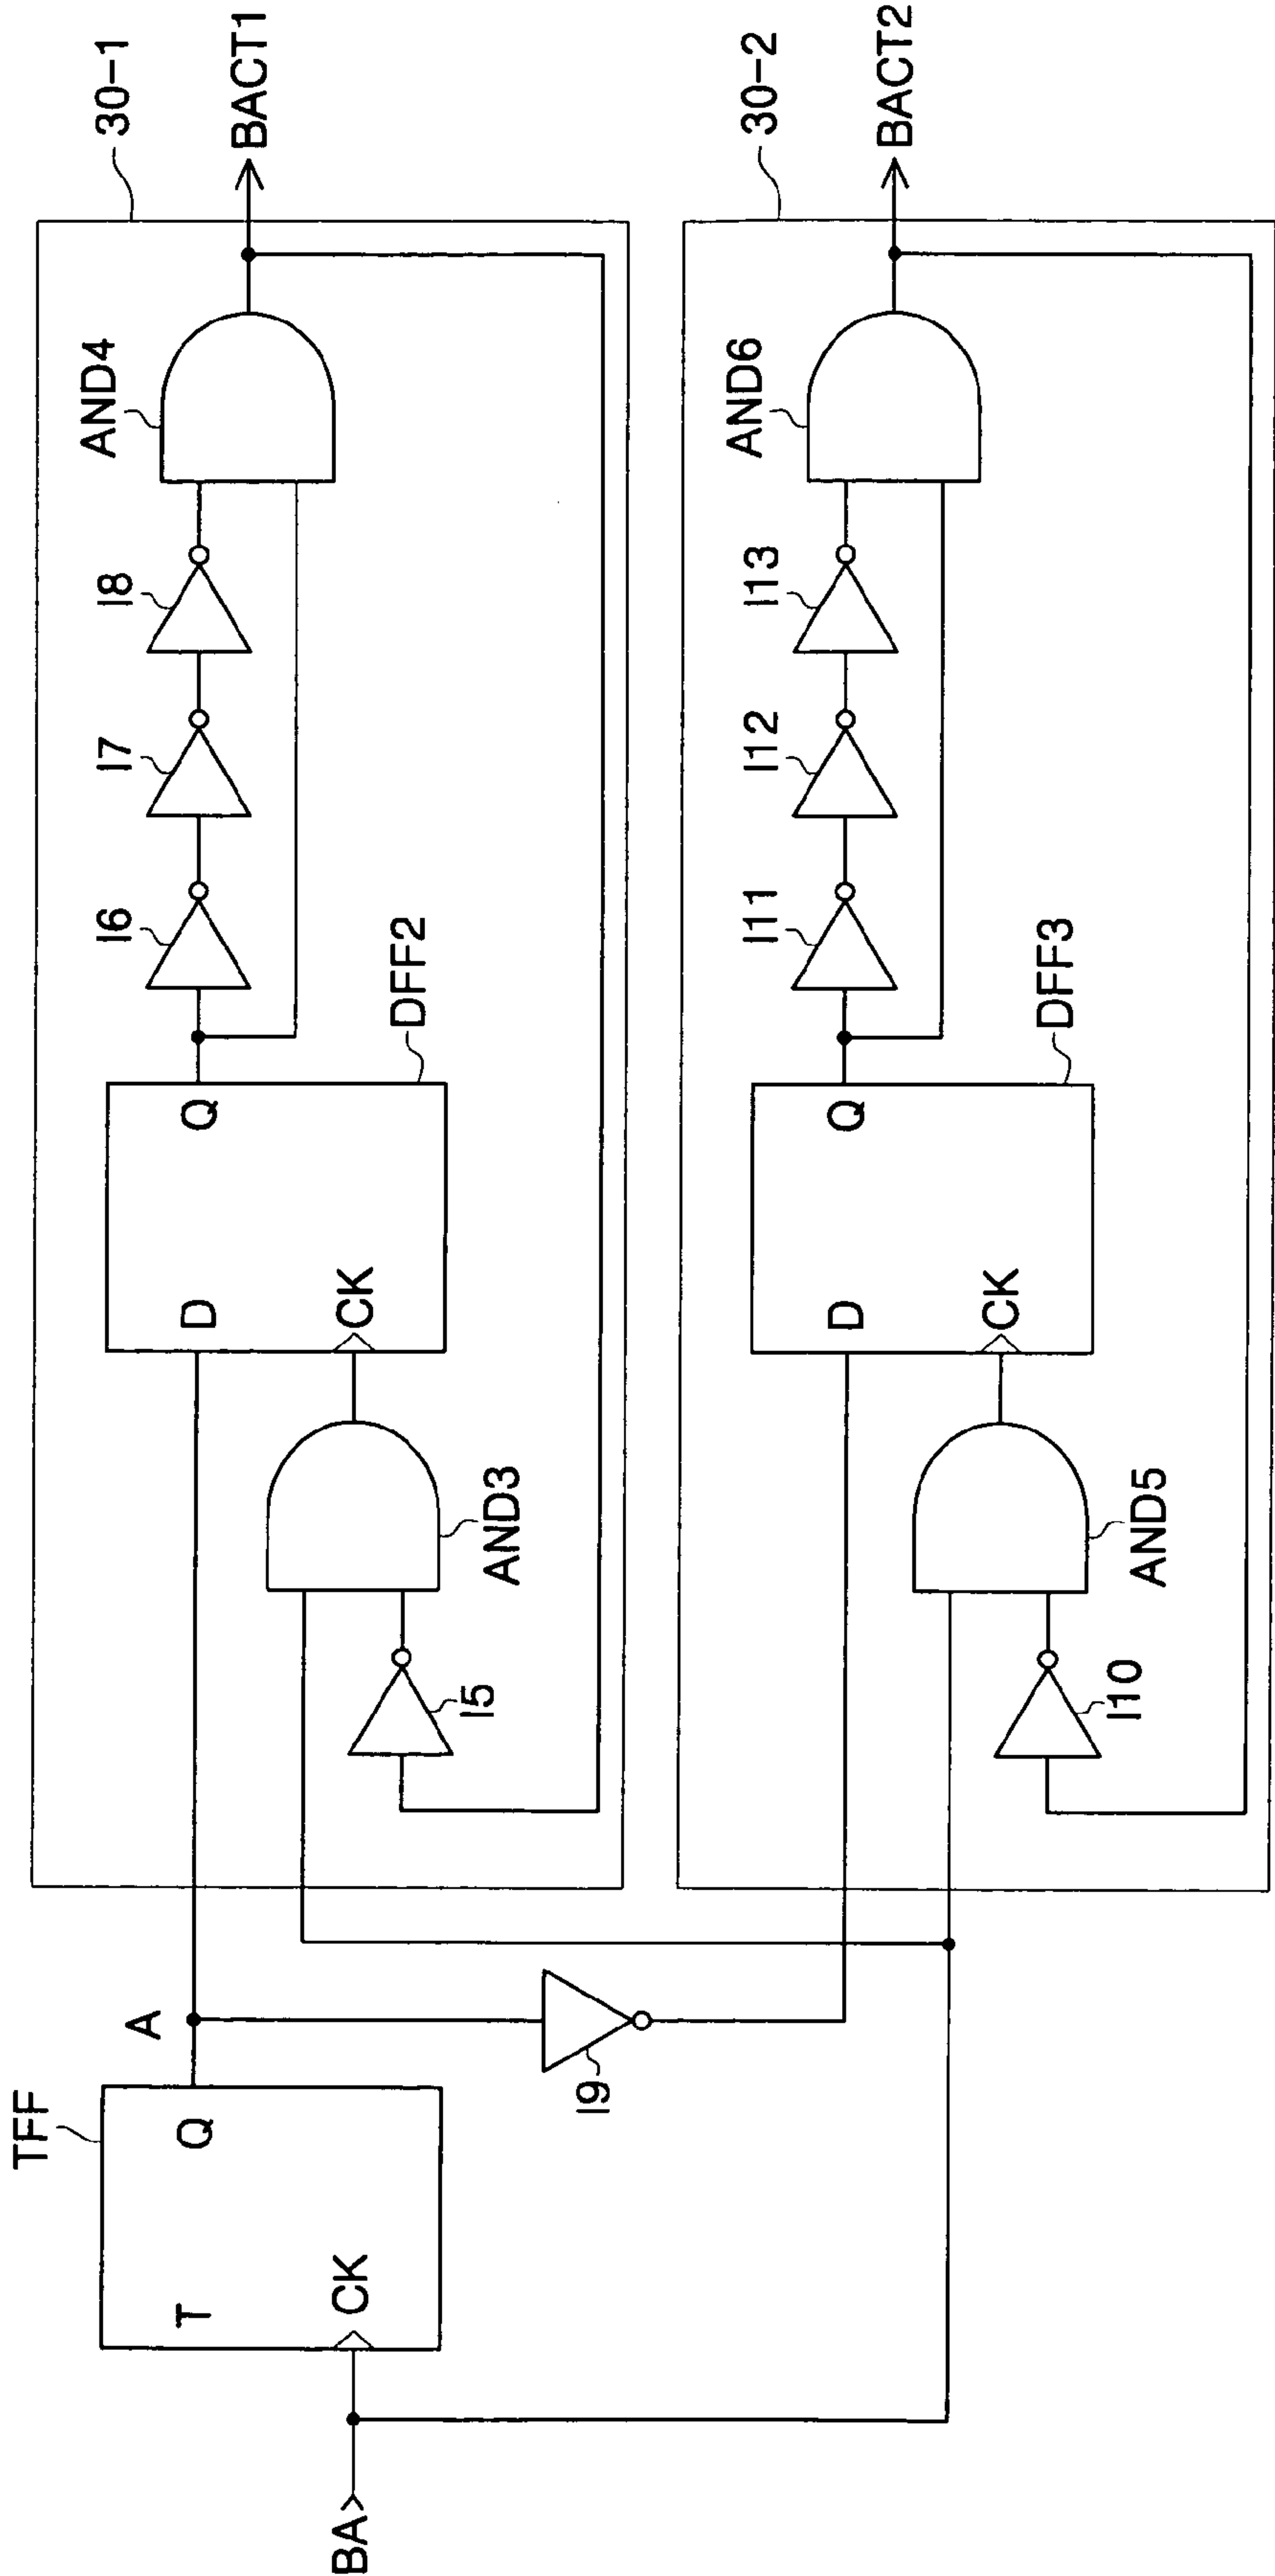 TFF
T
Q
CK
BA
A
I9
30-1
D
Q
CK
DFF2
AND3
I5
I6
I7
I8
AND4
BACT1
30-2
D
Q
CK
DFF3
AND5
I10
I11
I12
I13
AND6
BACT2